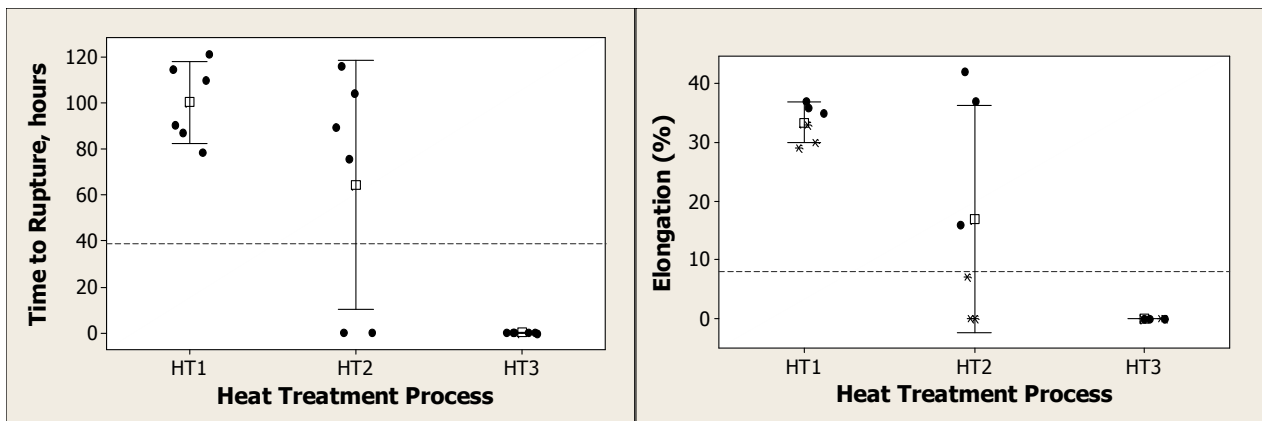 Time to Rupture, hours
120
100
80
60
40
20
0
HT1 HT2 HT3
Heat Treatment Process
Elongation (%)
40
30
20
10
0
HT1 HT2 HT3
Heat Treatment Process